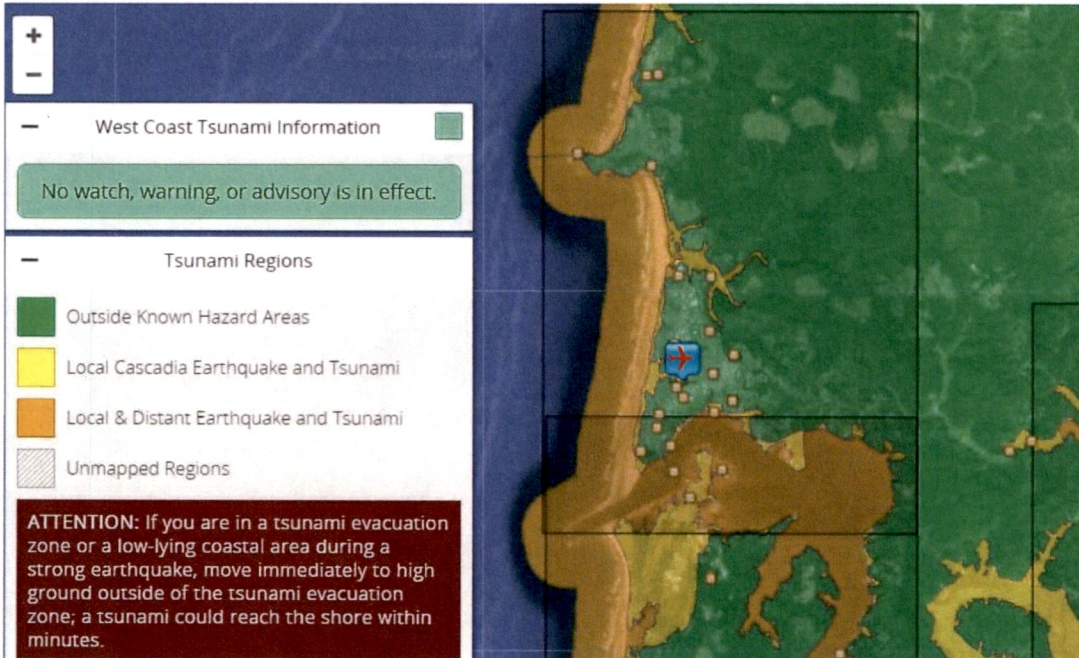 +
−
− West Coast Tsunami Information
No watch, warning, or advisory is in effect.
− Tsunami Regions
Outside Known Hazard Areas
Local Cascadia Earthquake and Tsunami
Local & Distant Earthquake and Tsunami
Unmapped Regions
ATTENTION: If you are in a tsunami evacuation
zone or a low-lying coastal area during a
strong earthquake, move immediately to high
ground outside of the tsunami evacuation
zone; a tsunami could reach the shore within
minutes.